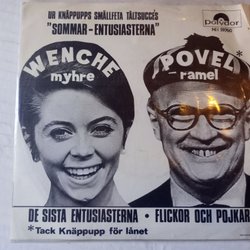 UR KNÄPPUPPS SMÄLLFETA TÄLTSUCCÉS
"SOMMAR-ENTUSIASTERNA"
polydor
WENCHE
myhre
*POVEL
ramel
DE SISTA ENTUSIASTERNA • FLICKOR OCH POJKAR
*Tack Knäppupp för lånet